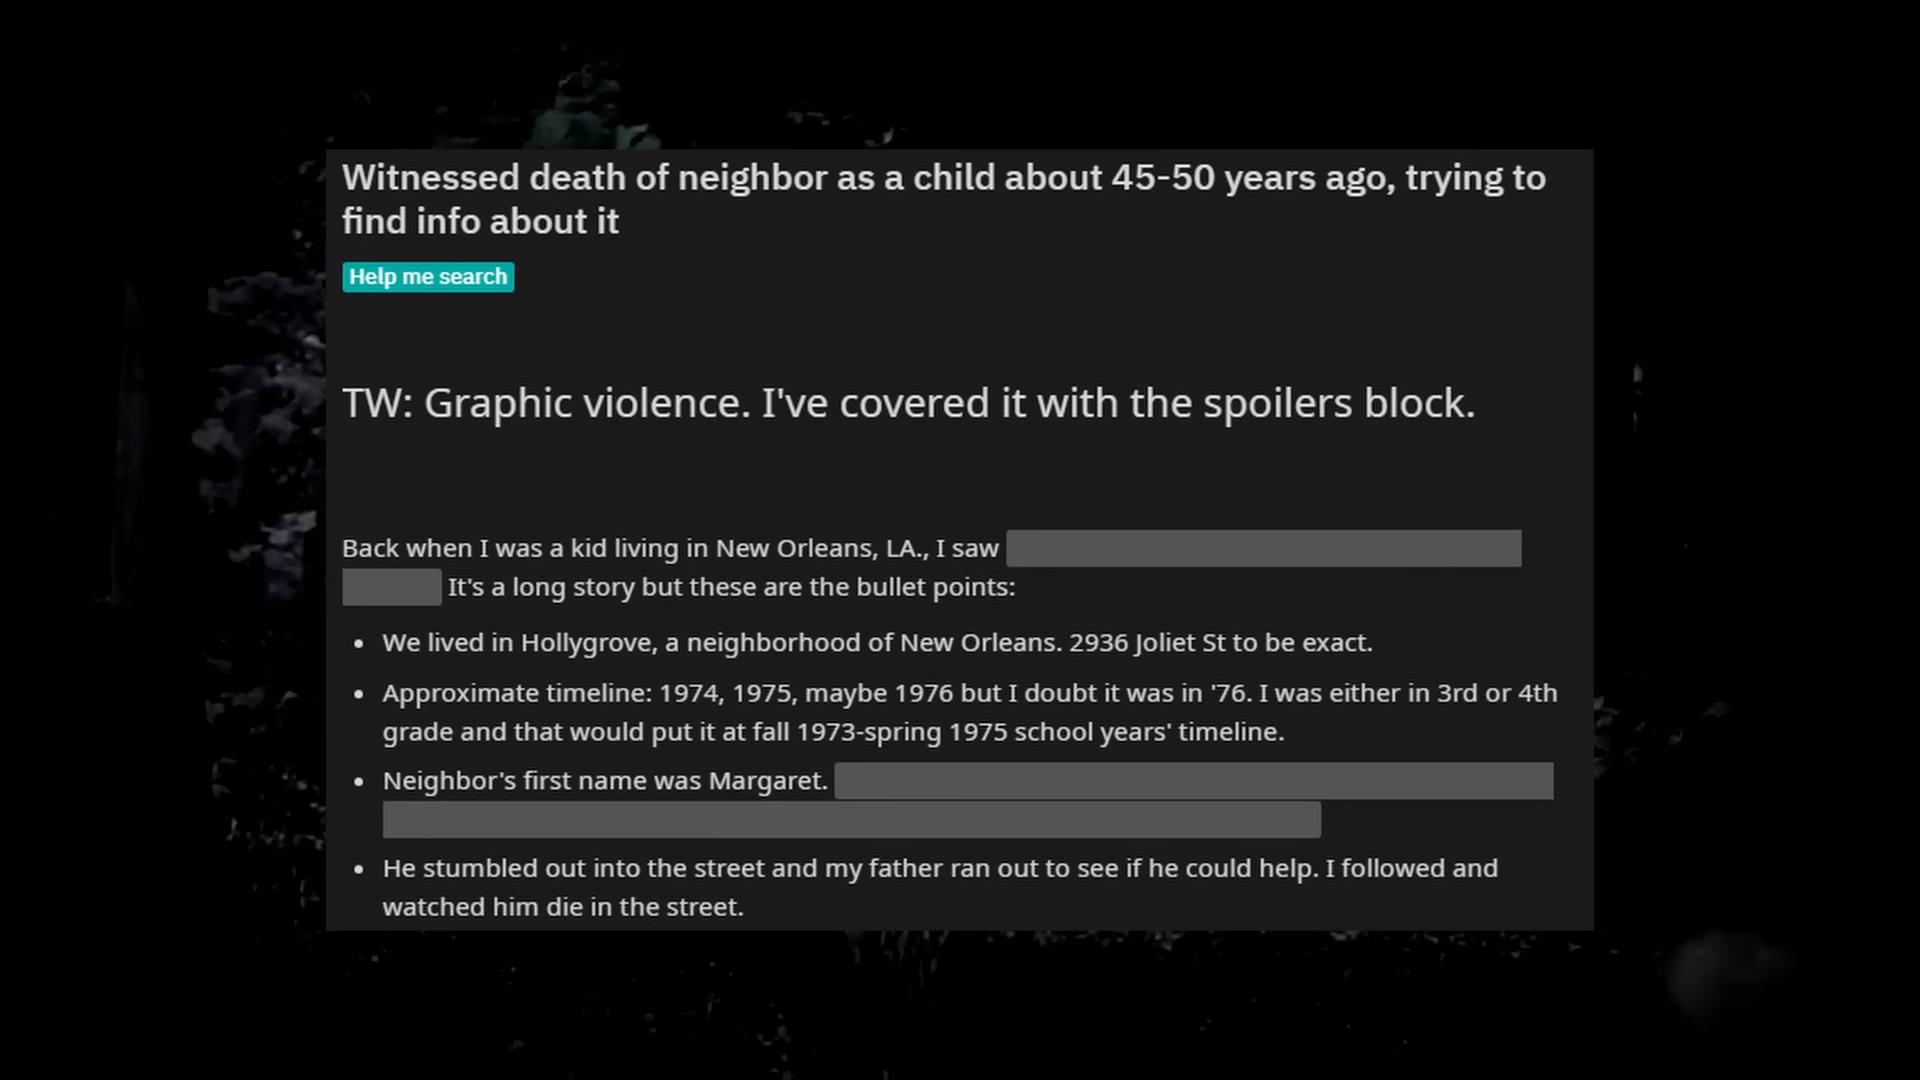 Witnessed death of neighbor as a child about 45-50 years ago, trying to
find info about it
Help me search
TW: Graphic violence. I've covered it with the spoilers block.
Back when I was a kid living in New Orleans, LA., I saw
It's a long story but these are the bullet points:
• We lived in Hollygrove, a neighborhood of New Orleans. 2936 Joliet St to be exact.
• Approximate timeline: 1974, 1975, maybe 1976 but I doubt it was in '76. I was either in 3rd or 4th
grade and that would put it at fall 1973-spring 1975 school years' timeline.
• Neighbor's first name was Margaret.
• He stumbled out into the street and my father ran out to see if he could help. I followed and
watched him die in the street.